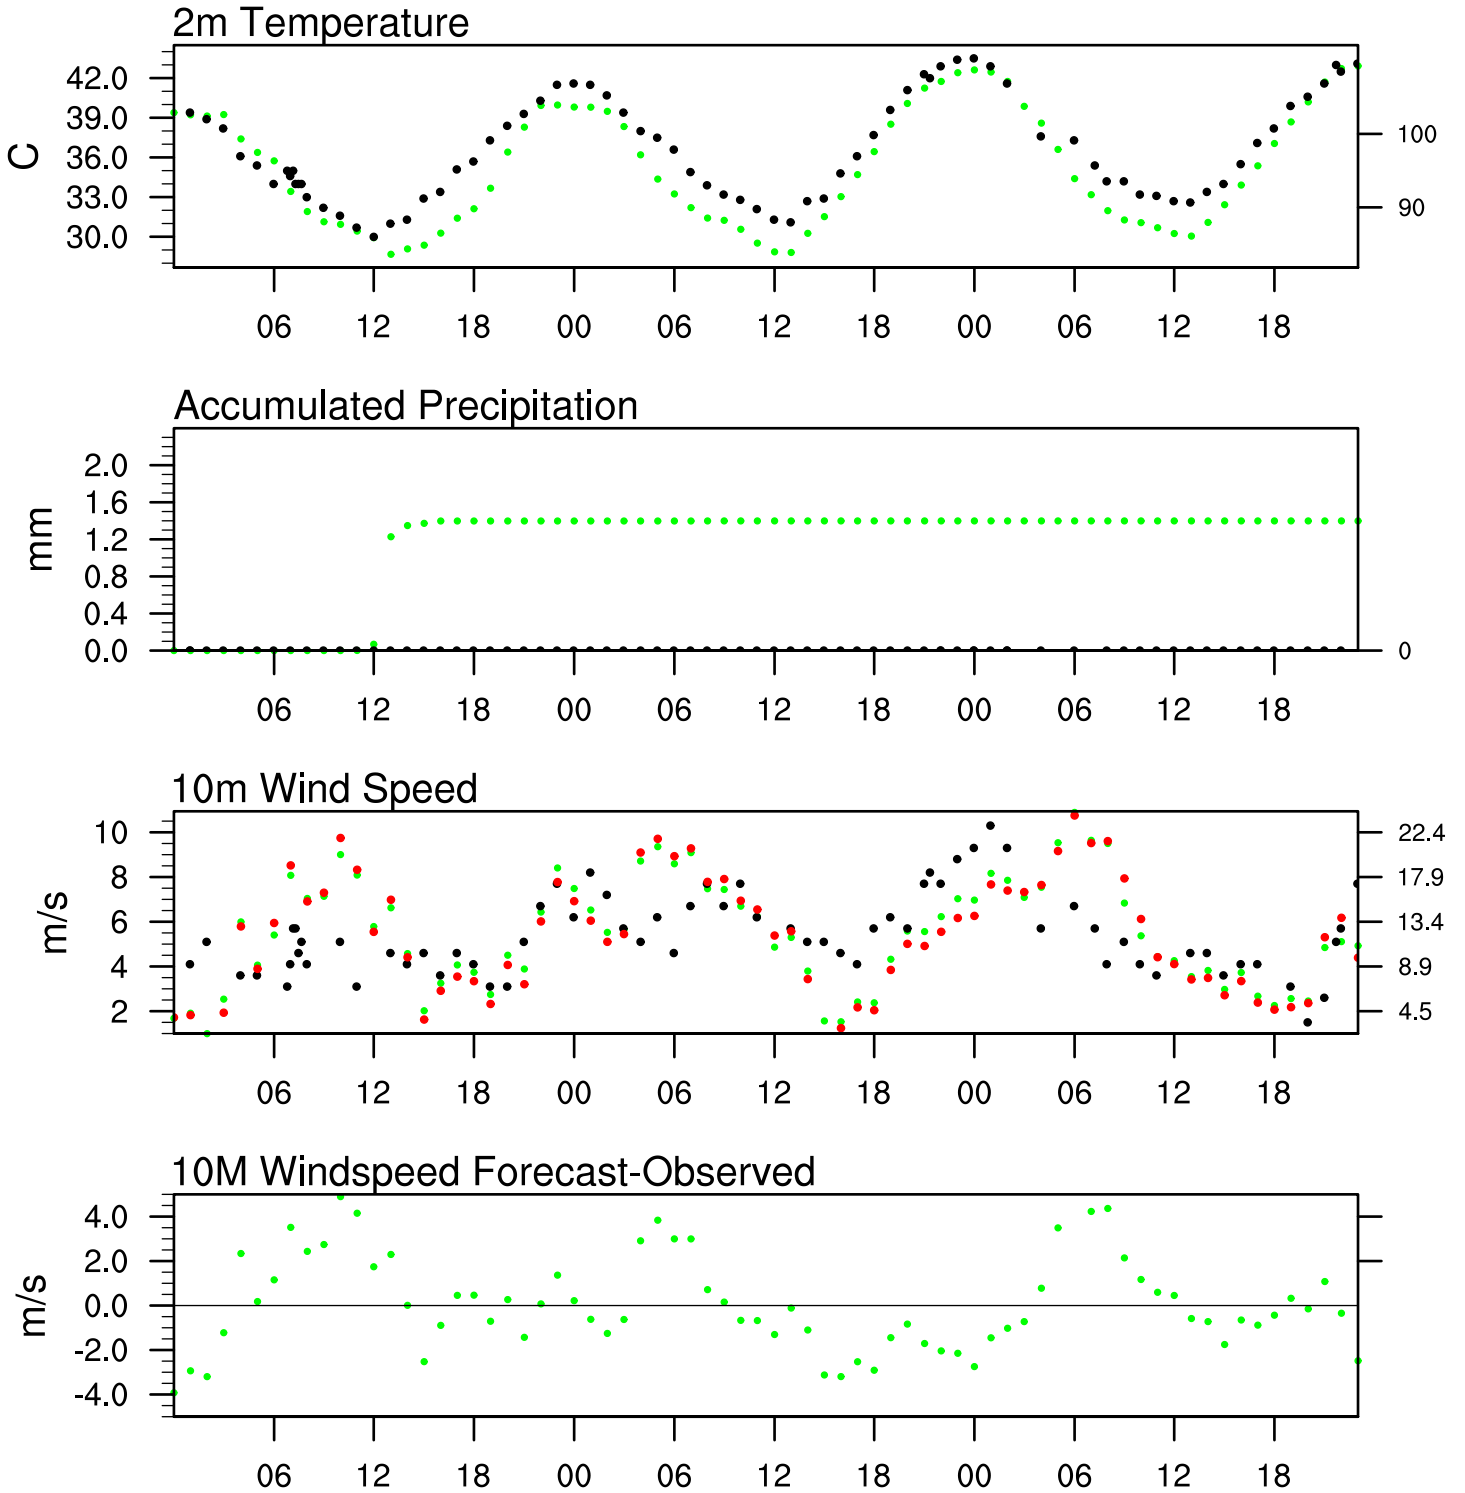 2m Temperature
42.0
39.0
36.0
33.0
30.0
C
100
90
06 12 18 00 06 12 18 00 06 12 18
Accumulated Precipitation
2.0
1.6
1.2
0.8
0.4
0.0
mm
0
06 12 18 00 06 12 18 00 06 12 18
10m Wind Speed
10
8
6
4
2
m/s
22.4
17.9
13.4
8.9
4.5
06 12 18 00 06 12 18 00 06 12 18
10M Windspeed Forecast-Observed
4.0
2.0
0.0
-2.0
-4.0
m/s
06 12 18 00 06 12 18 00 06 12 18